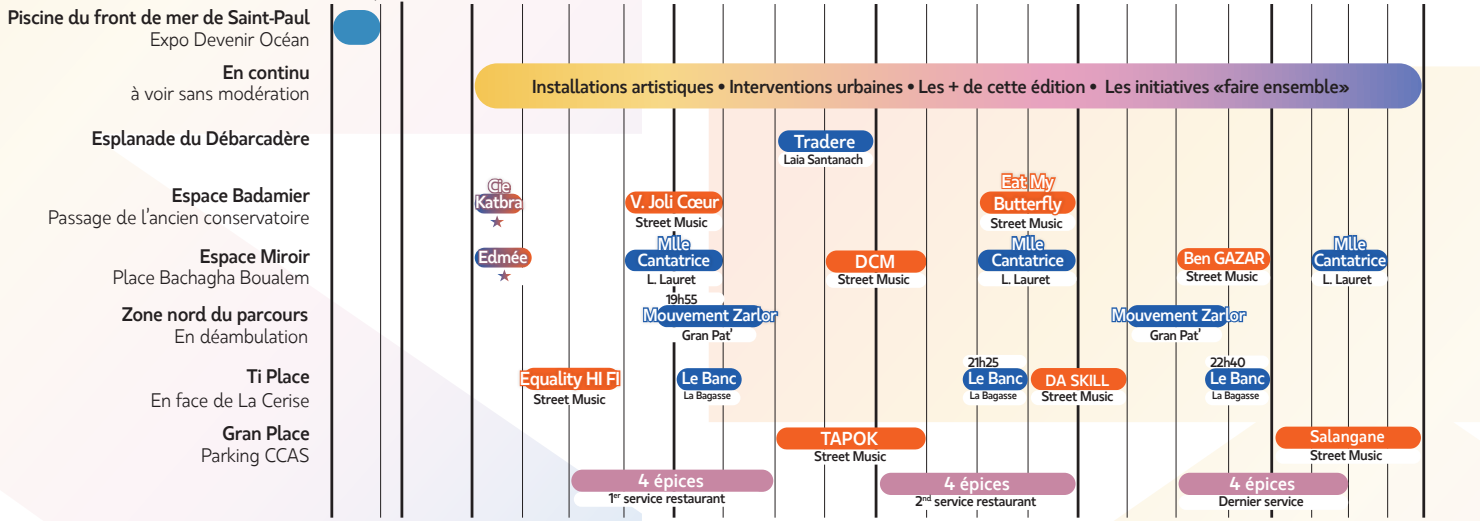 Piscine du front de mer de Saint-Paul
Expo Devenir Océan
En continu
à voir sans modération
Installations artistiques • Interventions urbaines • Les + de cette édition • Les initiatives «faire ensemble»
Esplanade du Débarcadère
Tradere
Laia Santanach
Espace Badamier
Passage de l'ancien conservatoire
Cie
Katbra
V. Joli Cœur
Street Music
Eat My
Butterfly
Street Music
Espace Miroir
Place Bachagha Boualem
Edmée
Mlle
Cantatrice
L. Lauret
DCM
Street Music
Mlle
Cantatrice
L. Lauret
Ben GAZAR
Street Music
Mlle
Cantatrice
L. Lauret
Zone nord du parcours
En déambulation
19h55
Mouvement Zarlor
Gran Pat'
Mouvement Zarlor
Gran Pat'
Ti Place
En face de La Cerise
Equality HI FI
Street Music
Le Banc
La Bagasse
21h25
Le Banc
La Bagasse
DA SKILL
Street Music
22h40
Le Banc
La Bagasse
Gran Place
Parking CCAS
TAPOK
Street Music
Salangane
Street Music
4 épices
1er service restaurant
4 épices
2nd service restaurant
4 épices
Dernier service